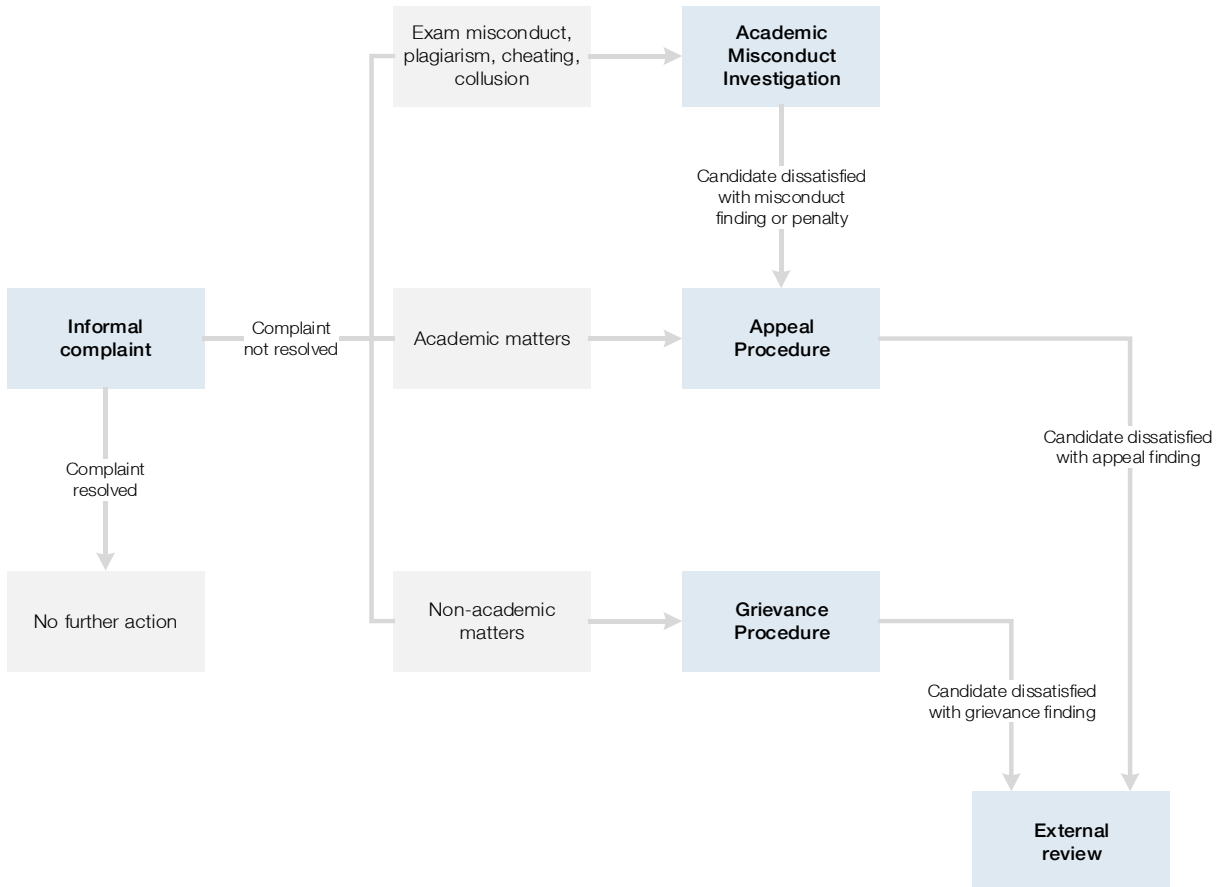 Exam misconduct,
plagiarism, cheating,
collusion
Academic
Misconduct
Investigation
Candidate dissatisfied
with misconduct
finding or penalty
Informal
complaint
Complaint
not resolved
Academic matters
Appeal
Procedure
Candidate dissatisfied
with appeal finding
Complaint
resolved
No further action
Non-academic
matters
Grievance
Procedure
Candidate dissatisfied
with grievance finding
External
review